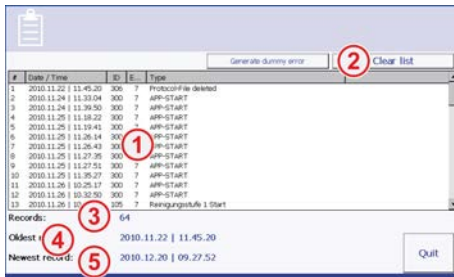 Generate dummy error
2 Clear list
# Date / Time ID E... Type
1 2010.11.22 | 11.45.20 306 7 Protocol-File deleted
2 2010.11.24 | 11.33.04 300 7 APP-START
3 2010.11.24 | 11.39.50 300 7 APP-START
4 2010.11.25 | 11.18.22 300 7 APP-START
5 2010.11.25 | 11.19.41 300 7 APP-START
6 2010.11.25 | 11.26.14 300 APP-START
7 2010.11.25 | 11.26.43 300 1 APP-START
8 2010.11.25 | 11.27.35 300 APP-START
9 2010.11.25 | 11.27.51 300 7 APP-START
10 2010.11.25 | 11.35.27 300 7 APP-START
11 2010.11.26 | 10.25.17 300 7 APP-START
12 2010.11.26 | 10.32.50 300 7 APP-START
13 2010.11.26 | 10 105 7 Reinigungsstufe 1 Start
Records: 3 64
Oldest 4 2010.11.22 | 11.45.20
Newest record: 5 2010.12.20 | 09.27.52
Quit